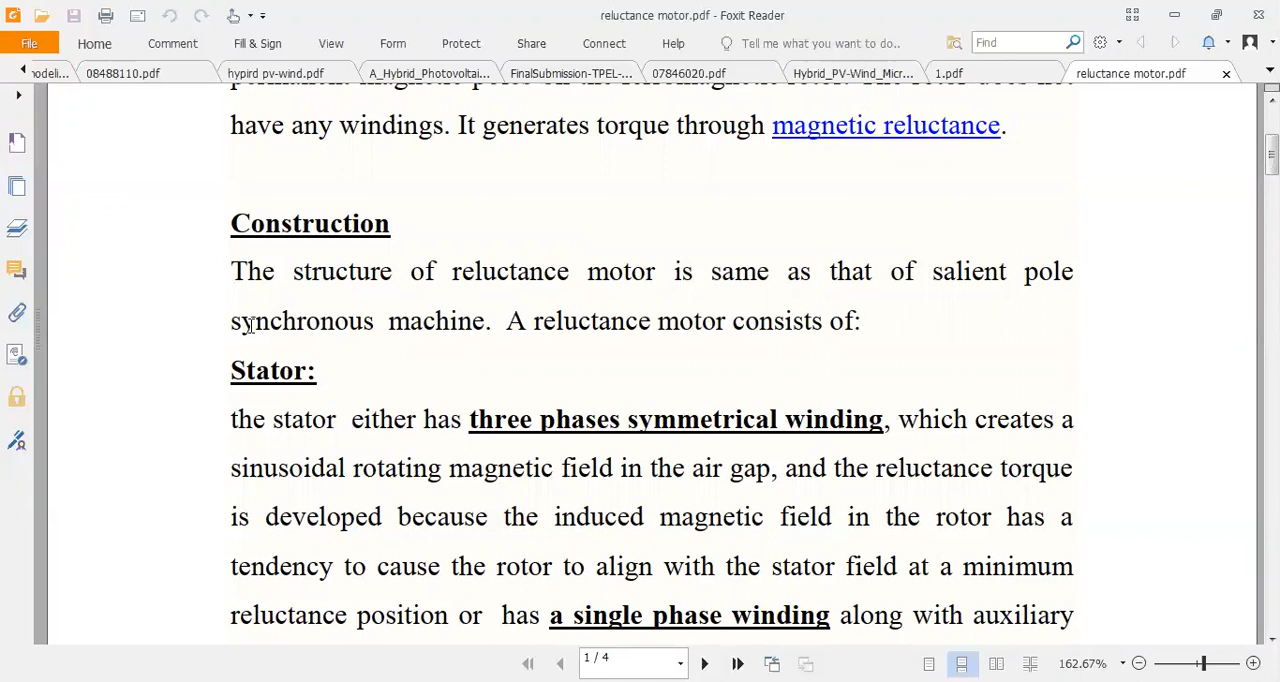 reluctance motor.pdf - Foxit Reader
File Home Comment Fill & Sign View Form Protect Share Connect Help Tell me what you want to do.. Find
nodeli... 08488110.pdf hypird pv-wind.pdf A_Hybrid_Photovoltai... FinalSubmission-TPEL-... 07846020.pdf Hybrid_PV-Wind_Micr... 1.pdf reluctance motor.pdf
have any windings. It generates torque through magnetic reluctance.
Construction
The structure of reluctance motor is same as that of salient pole
synchronous machine. A reluctance motor consists of:
Stator:
the stator either has three phases symmetrical winding, which creates a
sinusoidal rotating magnetic field in the air gap, and the reluctance torque
is developed because the induced magnetic field in the rotor has a
tendency to cause the rotor to align with the stator field at a minimum
reluctance position or has a single phase winding along with auxiliary
1 / 4 162.67%